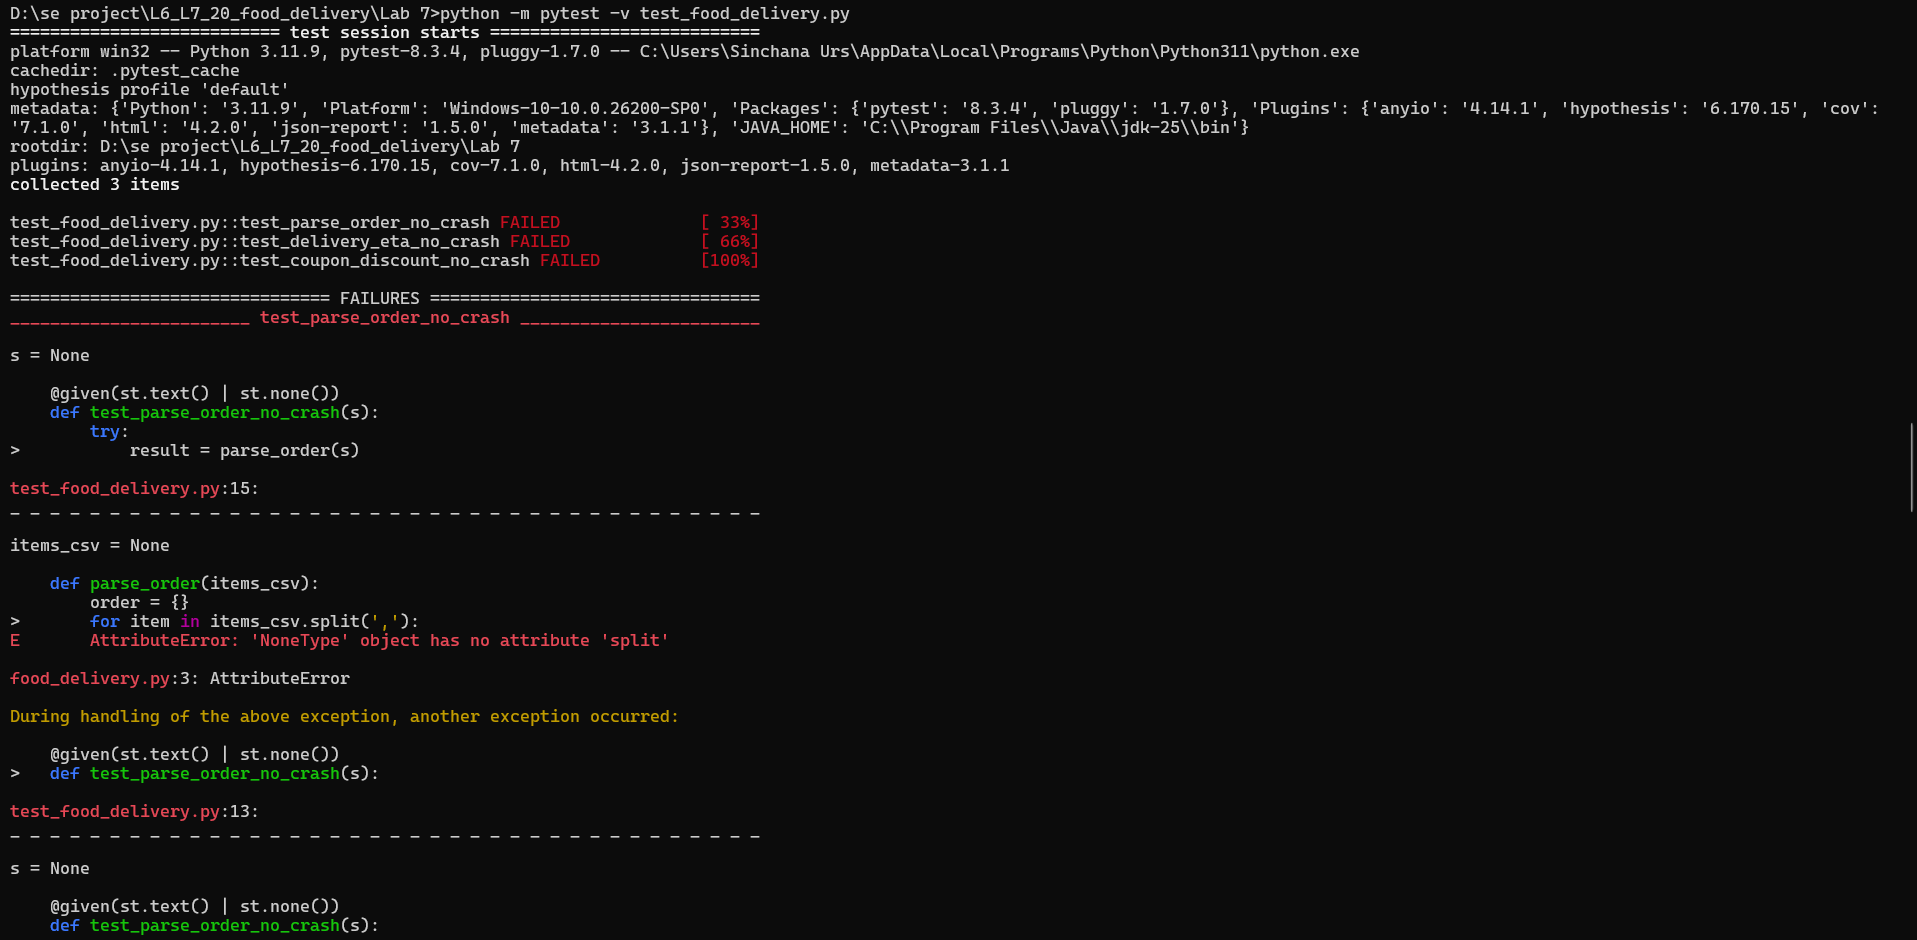 D:\se project\L6_L7_20_food_delivery\Lab 7>python -m pytest -v test_food_delivery.py
=========================== test session starts ===========================
platform win32 -- Python 3.11.9, pytest-8.3.4, pluggy-1.7.0 -- C:\Users\Sinchana Urs\AppData\Local\Programs\Python\Python311\python.exe
cachedir: .pytest_cache
hypothesis profile 'default'
metadata: {'Python': '3.11.9', 'Platform': 'Windows-10-10.0.26200-SP0', 'Packages': {'pytest': '8.3.4', 'pluggy': '1.7.0'}, 'Plugins': {'anyio': '4.14.1', 'hypothesis': '6.170.15', 'cov':
'7.1.0', 'html': '4.2.0', 'json-report': '1.5.0', 'metadata': '3.1.1'}, 'JAVA_HOME': 'C:\\Program Files\\Java\\jdk-25\\bin'}
rootdir: D:\se project\L6_L7_20_food_delivery\Lab 7
plugins: anyio-4.14.1, hypothesis-6.170.15, cov-7.1.0, html-4.2.0, json-report-1.5.0, metadata-3.1.1
collected 3 items

test_food_delivery.py::test_parse_order_no_crash FAILED              [ 33%]
test_food_delivery.py::test_delivery_eta_no_crash FAILED             [ 66%]
test_food_delivery.py::test_coupon_discount_no_crash FAILED          [100%]

================================ FAILURES =================================
________________________ test_parse_order_no_crash ________________________

s = None

    @given(st.text() | st.none())
    def test_parse_order_no_crash(s):
        try:
>           result = parse_order(s)

test_food_delivery.py:15:
_ _ _ _ _ _ _ _ _ _ _ _ _ _ _ _ _ _ _ _ _ _ _ _ _ _ _ _ _ _ _ _ _ _ _ _ _ _

items_csv = None

    def parse_order(items_csv):
        order = {}
>       for item in items_csv.split(','):
E       AttributeError: 'NoneType' object has no attribute 'split'

food_delivery.py:3: AttributeError

During handling of the above exception, another exception occurred:

    @given(st.text() | st.none())
>   def test_parse_order_no_crash(s):

test_food_delivery.py:13:
_ _ _ _ _ _ _ _ _ _ _ _ _ _ _ _ _ _ _ _ _ _ _ _ _ _ _ _ _ _ _ _ _ _ _ _ _ _

s = None

    @given(st.text() | st.none())
    def test_parse_order_no_crash(s):